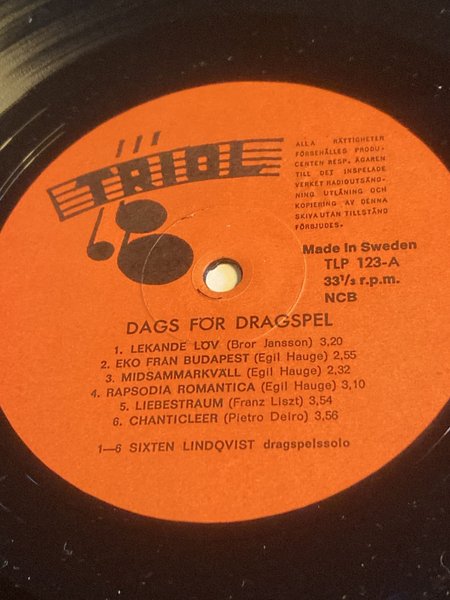 TRIOL
ALLA RÄTTIGHETER
FÖRBEHÅLLES PRODU-
CENTEN RESP. ÄGAREN
TILL DET INSPELADE
VERKET RADIOUTSÄND-
NING UTLÅNING OCH
KOPIERING AV DENNA
SKIVA UTAN TILLSTÅND
FÖRBJUDES.
Made In Sweden
TLP 123-A
33¹/₃ r.p.m.
NCB
DAGS FÖR DRAGSPEL
1. LEKANDE LÖV (Bror Jansson) 3,20
2. EKO FRÅN BUDAPEST (Egil Hauge) 2,55
3. MIDSAMMARKVÄLL (Egil Hauge) 2,32
4. RAPSODIA ROMANTICA (Egil Hauge) 3,10
5. LIEBESTRAUM (Franz Liszt) 3,54
6. CHANTICLEER (Pietro Deiro) 3,56
1—6 SIXTEN LINDQVIST dragspelssolo